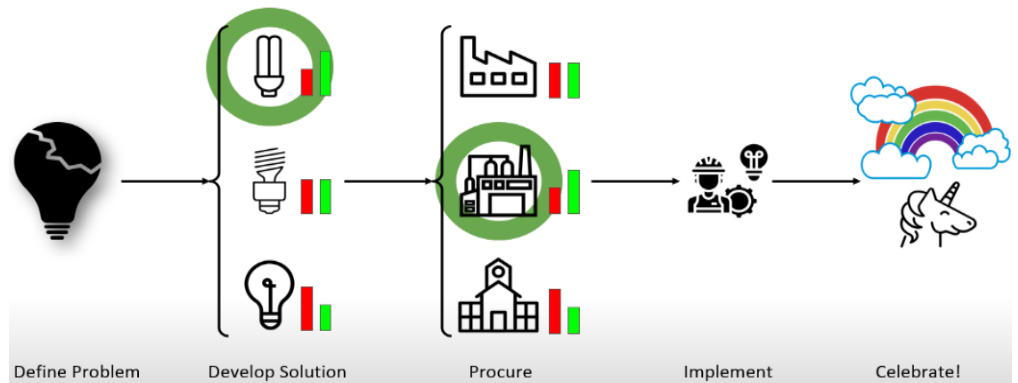 Define Problem
Develop Solution
Procure
Implement
Celebrate!